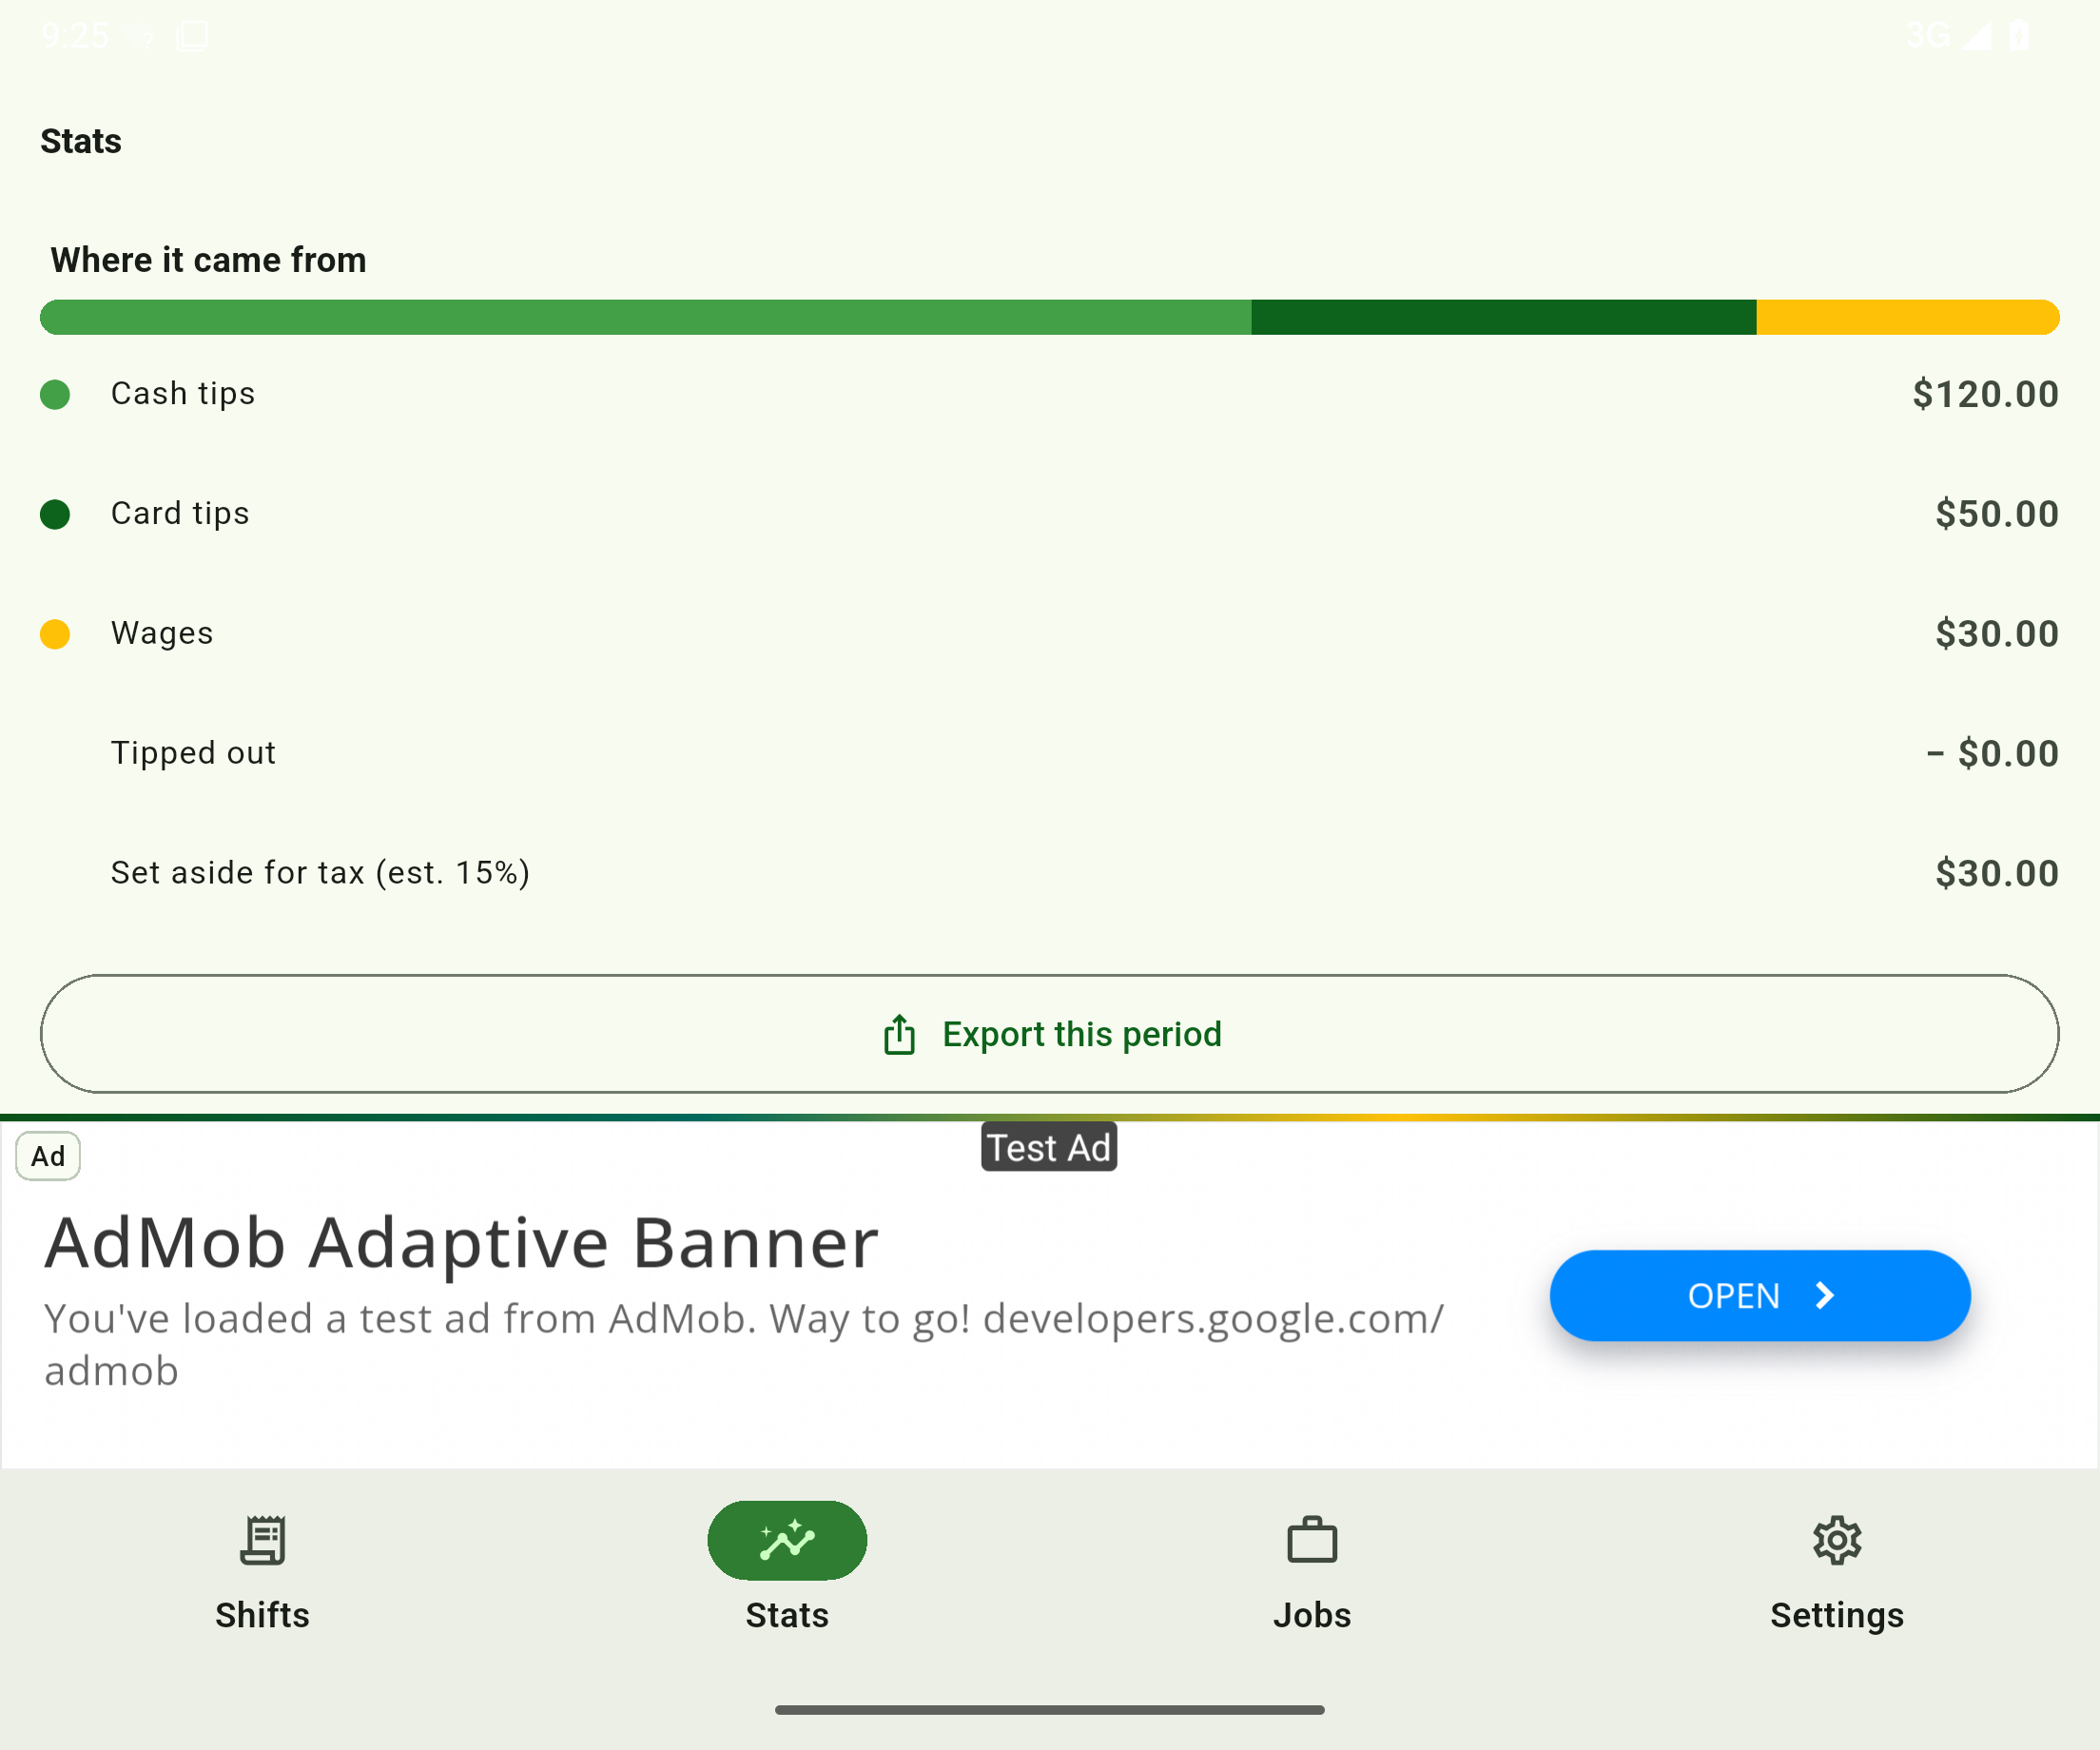 9:25
3G
Stats
Where it came from
Cash tips
$120.00
Card tips
$50.00
Wages
$30.00
Tipped out
− $0.00
Set aside for tax (est. 15%)
$30.00
Export this period
Ad
Test Ad
AdMob Adaptive Banner
You've loaded a test ad from AdMob. Way to go! developers.google.com/
admob
OPEN
Shifts
Stats
Jobs
Settings